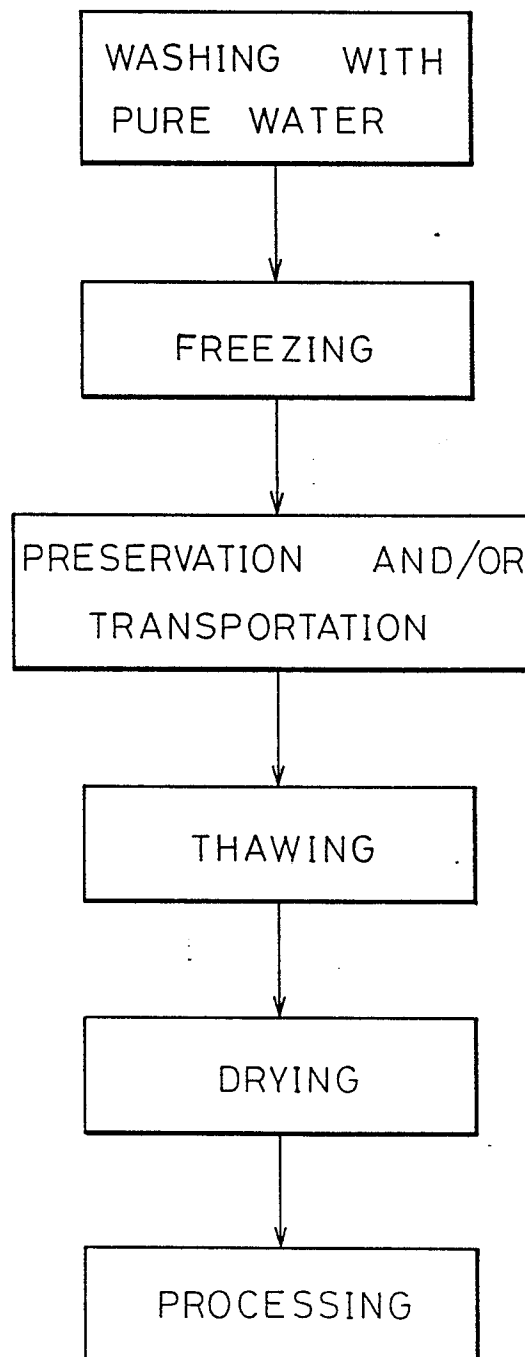 WASHING WITH
PURE WATER
FREEZING
PRESERVATION AND/OR
TRANSPORTATION
THAWING
DRYING
PROCESSING